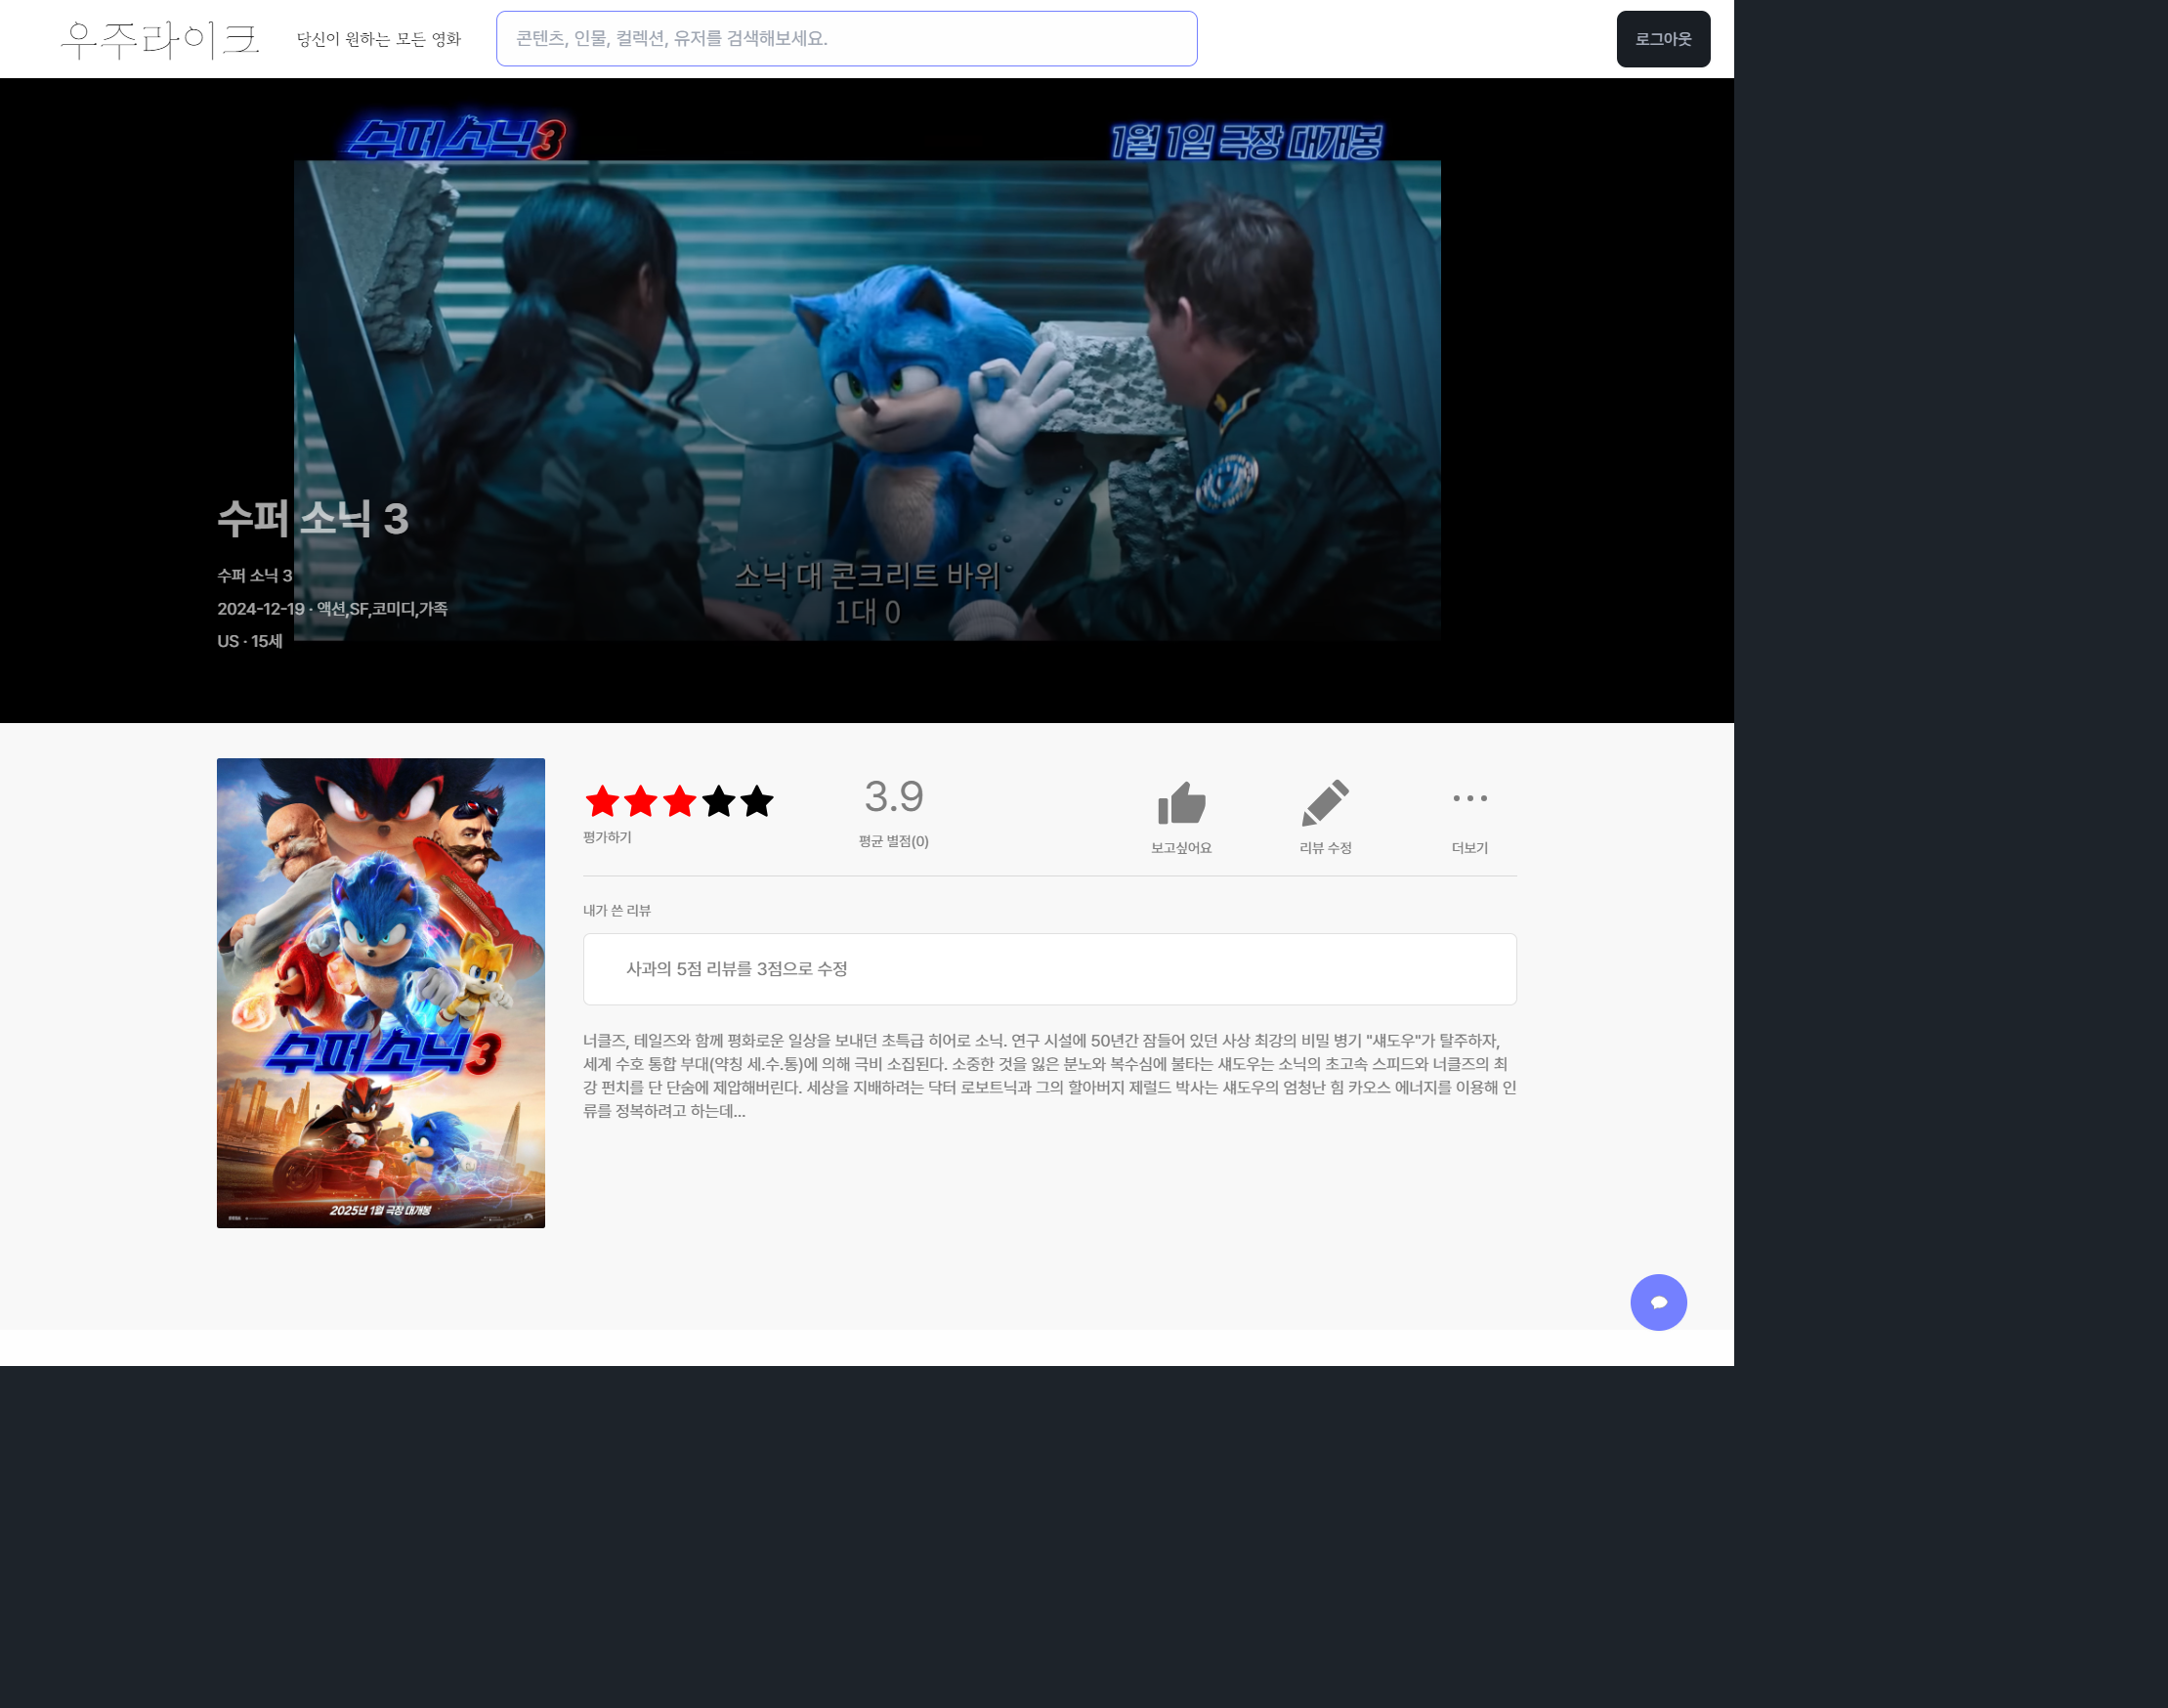 우주라이크
당신이 원하는 모든 영화
콘텐츠, 인물, 컬렉션, 유저를 검색해보세요.
로그아웃
수퍼 소닉3
1월 1일 극장 대개봉
수퍼 소닉 3
수퍼 소닉 3
2024-12-19 · 액션,SF,코미디,가족
US · 15세
소닉 대 콘크리트 바위
1대 0
평가하기
3.9
평균 별점(0)
보고싶어요
리뷰 수정
더보기
내가 쓴 리뷰
사과의 5점 리뷰를 3점으로 수정
너클즈, 테일즈와 함께 평화로운 일상을 보내던 초특급 히어로 소닉. 연구 시설에 50년간 잠들어 있던 사상 최강의 비밀 병기 "섀도우"가 탈주하자,
세계 수호 통합 부대(약칭 세.수.통)에 의해 극비 소집된다. 소중한 것을 잃은 분노와 복수심에 불타는 섀도우는 소닉의 초고속 스피드와 너클즈의 최
강 펀치를 단 단숨에 제압해버린다. 세상을 지배하려는 닥터 로보트닉과 그의 할아버지 제럴드 박사는 섀도우의 엄청난 힘 카오스 에너지를 이용해 인
류를 정복하려고 하는데...
수퍼 소닉3
2025년 1월 극장 대개봉